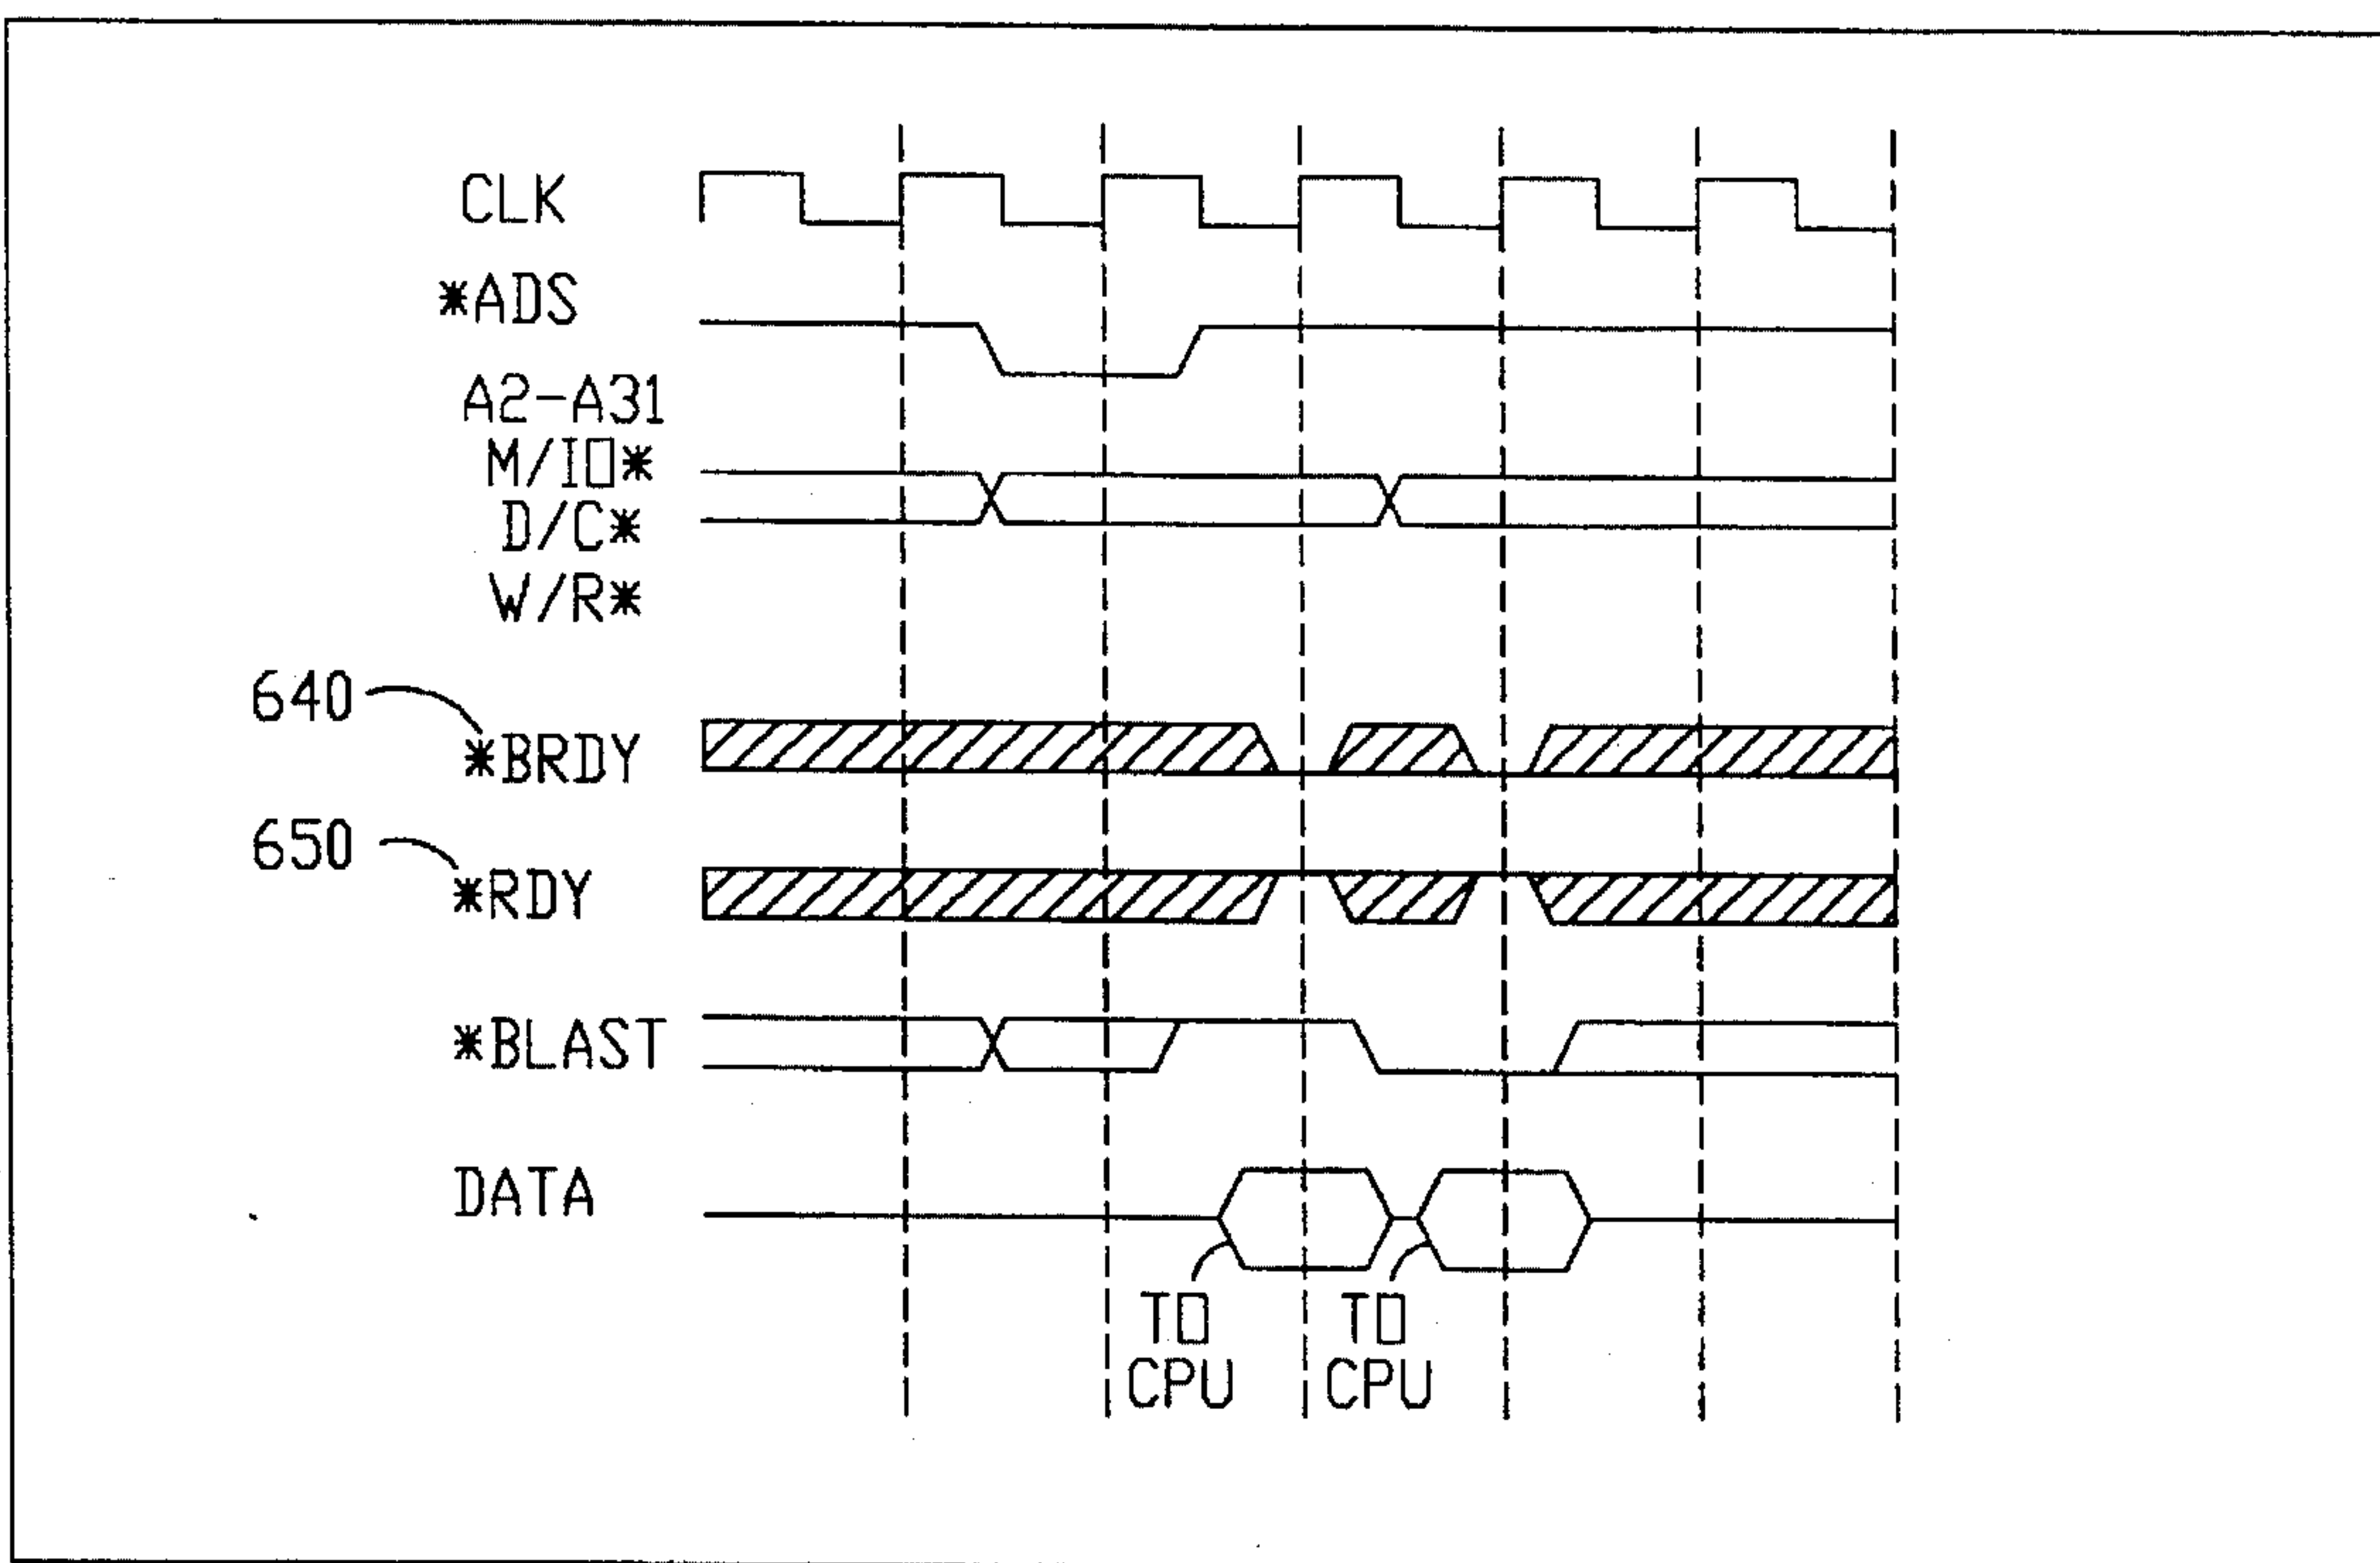 CLK
*ADS
A2-A31
M/IO*
D/C*
W/R*
640
*BRDY
650
*RDY
*BLAST
DATA
TO
CPU
TO
CPU